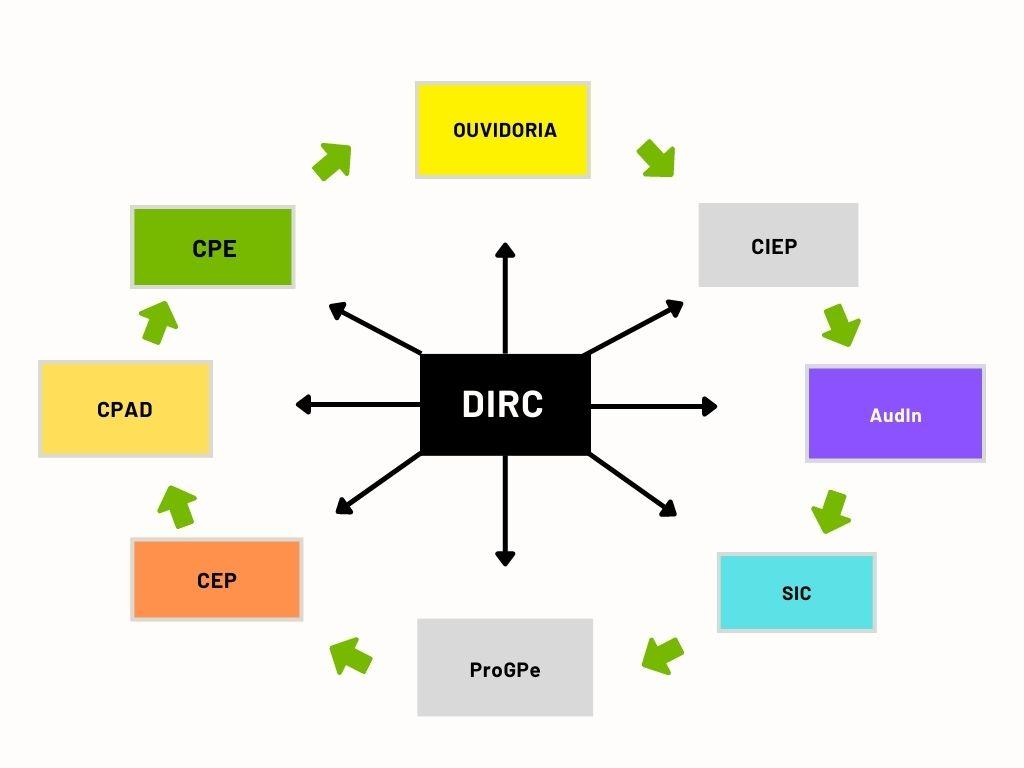 OUVIDORIA
CPE
CIEP
CPAD
DIRC
AudIn
CEP
SIC
ProGPe